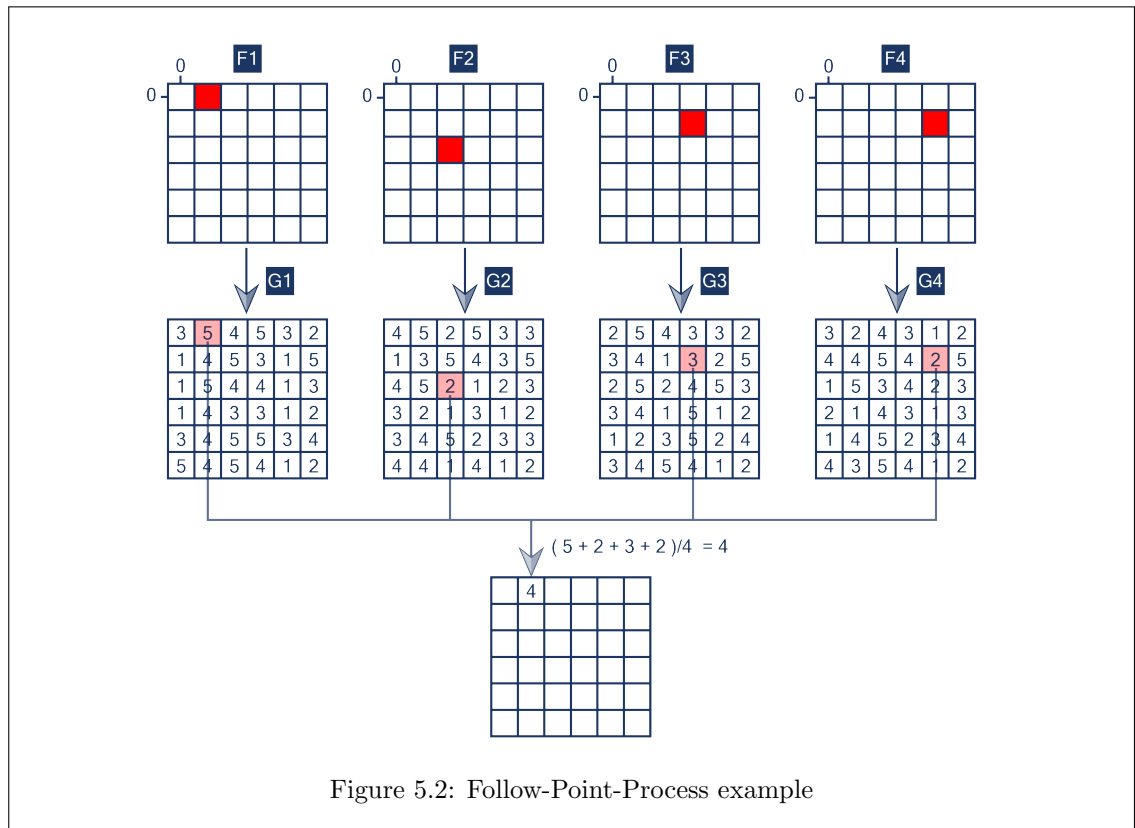 F1 F2 F3 F4
0 0 0 0
0 0 0 0
G1 G2 G3 G4
3 5 4 5 3 2 4 5 2 5 3 3 2 5 4 3 3 2 3 2 4 3 1 2
1 4 5 3 1 5 1 3 5 4 3 5 3 4 1 3 2 5 4 4 5 4 2 5
1 5 4 4 1 3 4 5 2 1 2 3 2 5 2 4 5 3 1 5 3 4 2 3
1 4 3 3 1 2 3 2 1 3 1 2 3 4 1 5 1 2 2 1 4 3 1 3
3 4 5 5 3 4 3 4 5 2 3 3 1 2 3 5 2 4 1 4 5 2 3 4
5 4 5 4 1 2 4 4 1 4 1 2 3 4 5 4 1 2 4 3 5 4 1 2
( 5 + 2 + 3 + 2 )/4 = 4
4
Figure 5.2: Follow-Point-Process example